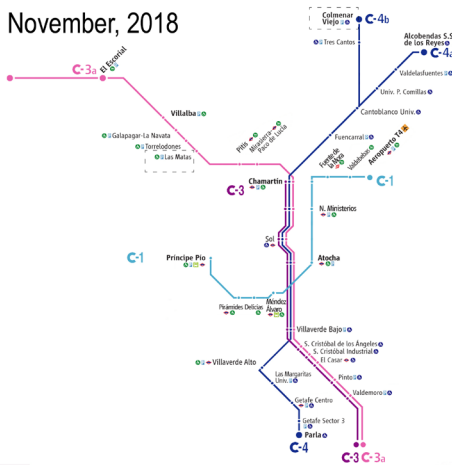 November, 2018
Colmenar
Viejo
C-4b
Tres Cantos
Alcobendas S.S
de los Reyes
C-4a
El Escorial
C-3a
Valdelasfuentes
Univ. P. Comillas
Villalba
Cantoblanco Univ.
Galapagar-La Navata
Torrelodones
Las Matas
Pitis
Mirasierra-
Paco de Lucía
Fuencarral
Fuente de
la Mora
Valdebebas
Aeropuerto T4
C-3
Chamartín
C-1
N. Ministerios
Sol
C-1
Príncipe Pío
Atocha
Pirámides
Delicias
Méndez
Álvaro
Villaverde Bajo
S. Cristóbal de los Ángeles
S. Cristóbal Industrial
El Casar
Villaverde Alto
Las Margaritas
Univ.
Pinto
Getafe Centro
Valdemoro
Getafe Sector 3
Parla
C-4
C-3
C-3a